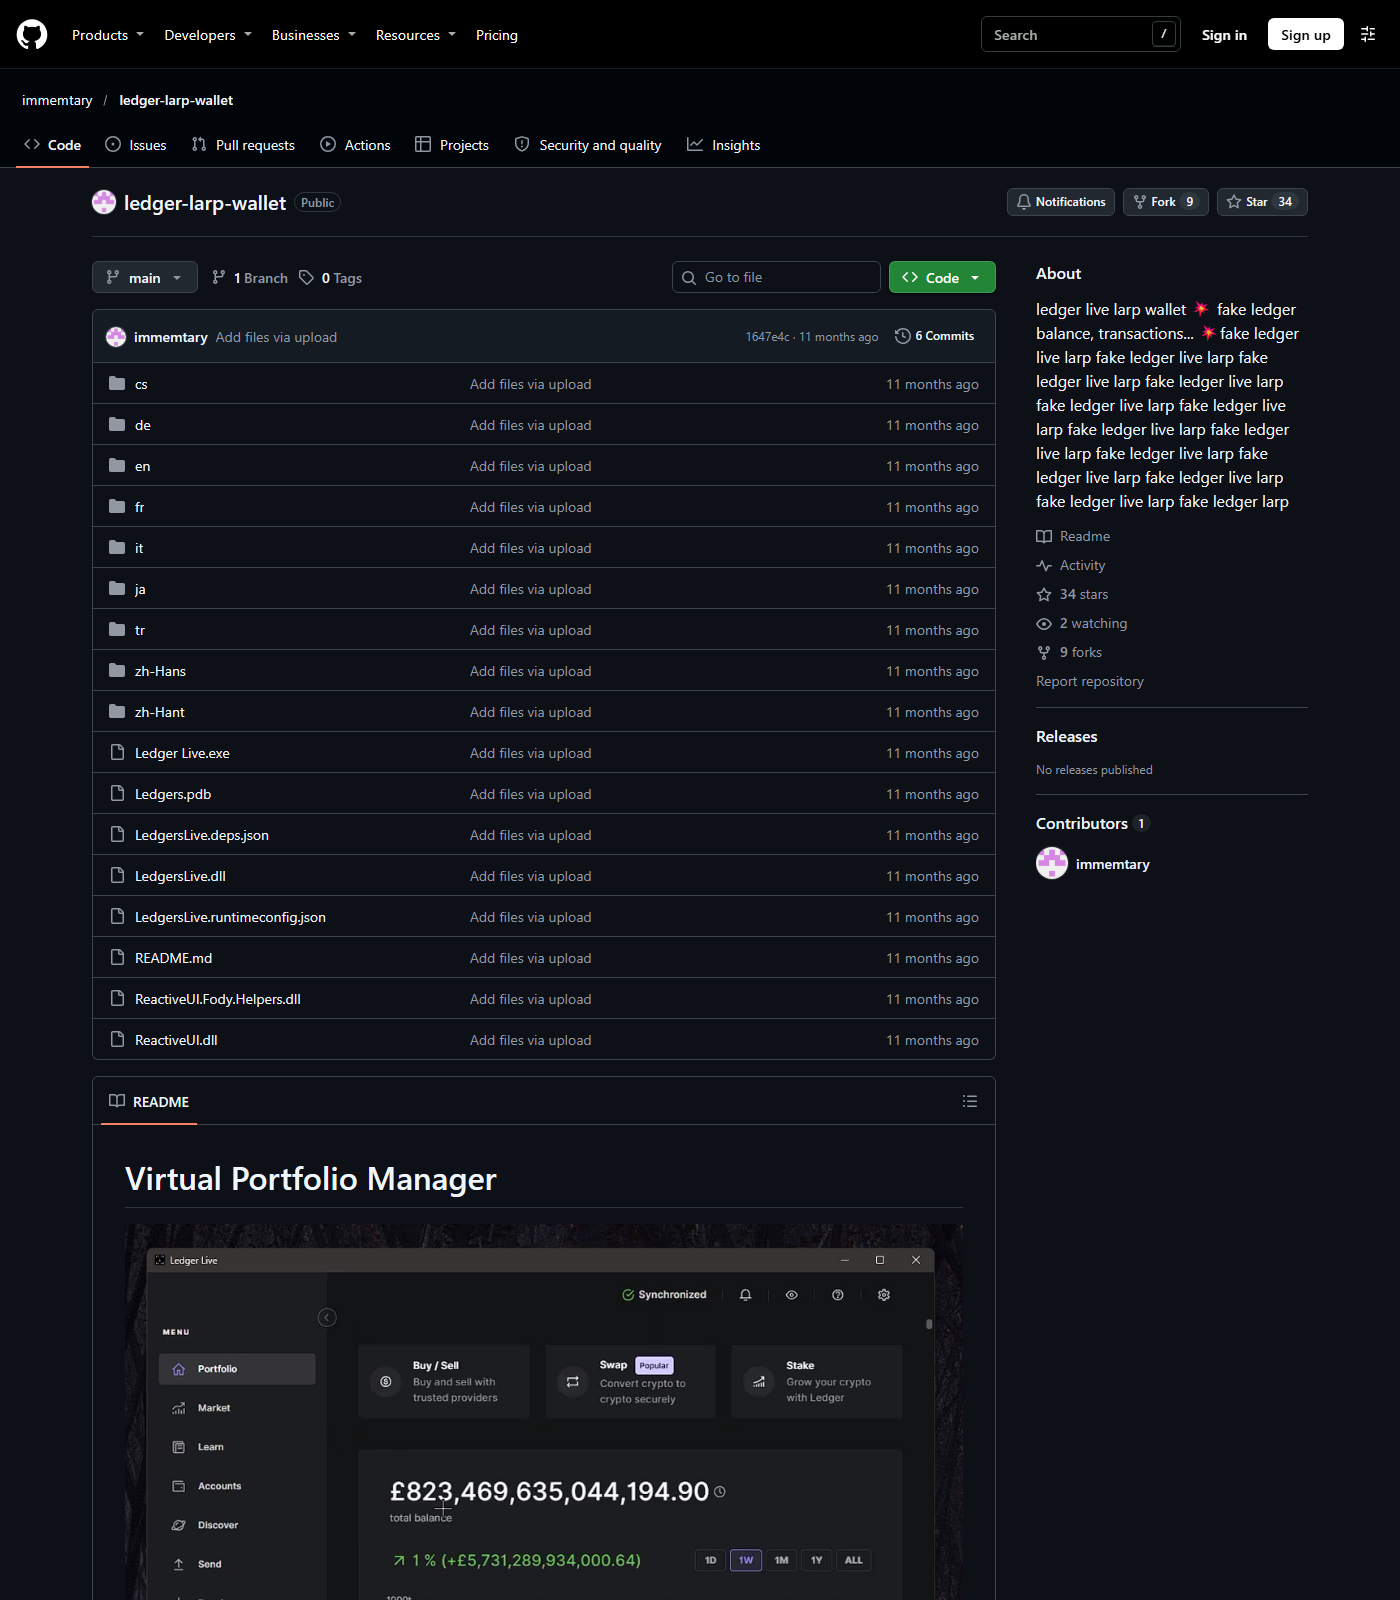 Products Developers Businesses Resources Pricing Search / Sign in Sign up
immemtary / ledger-larp-wallet
Code Issues Pull requests Actions Projects Security and quality Insights
ledger-larp-wallet Public Notifications Fork 9 Star 34
main 1 Branch 0 Tags Go to file Code
immemtary Add files via upload 1647e4c · 11 months ago 6 Commits
cs Add files via upload 11 months ago
de Add files via upload 11 months ago
en Add files via upload 11 months ago
fr Add files via upload 11 months ago
it Add files via upload 11 months ago
ja Add files via upload 11 months ago
tr Add files via upload 11 months ago
zh-Hans Add files via upload 11 months ago
zh-Hant Add files via upload 11 months ago
Ledger Live.exe Add files via upload 11 months ago
Ledgers.pdb Add files via upload 11 months ago
LedgersLive.deps.json Add files via upload 11 months ago
LedgersLive.dll Add files via upload 11 months ago
LedgersLive.runtimeconfig.json Add files via upload 11 months ago
README.md Add files via upload 11 months ago
ReactiveUI.Fody.Helpers.dll Add files via upload 11 months ago
ReactiveUI.dll Add files via upload 11 months ago
About
ledger live larp wallet 💥 fake ledger
balance, transactions... 💥 fake ledger
live larp fake ledger live larp fake
ledger live larp fake ledger live larp
fake ledger live larp fake ledger live
larp fake ledger live larp fake ledger
live larp fake ledger live larp fake
ledger live larp fake ledger live larp
fake ledger live larp fake ledger larp
Readme
Activity
34 stars
2 watching
9 forks
Report repository
Releases
No releases published
Contributors 1
immemtary
README
Virtual Portfolio Manager
Ledger Live
Synchronized
MENU
Portfolio
Market
Learn
Accounts
Discover
Send
Buy / Sell
Buy and sell with
trusted providers
Swap Popular
Convert crypto to
crypto securely
Stake
Grow your crypto
with Ledger
£823,469,635,044,194.90
total balance
1 % (+£5,731,289,934,000.64) 1D 1W 1M 1Y ALL